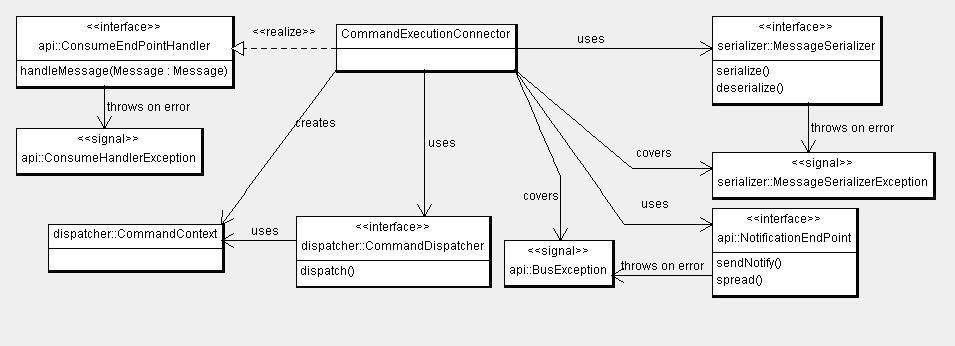 <<interface>>
api::ConsumeEndPointHandler
handleMessage(Message : Message)
<<realize>>
CommandExecutionConnector
uses
<<interface>>
serializer::MessageSerializer
serialize()
deserialize()
throws on error
<<signal>>
api::ConsumeHandlerException
creates
uses
throws on error
covers
<<signal>>
serializer::MessageSerializerException
covers
uses
dispatcher::CommandContext
uses
<<interface>>
dispatcher::CommandDispatcher
dispatch()
<<signal>>
api::BusException
throws on error
<<interface>>
api::NotificationEndPoint
sendNotify()
spread()